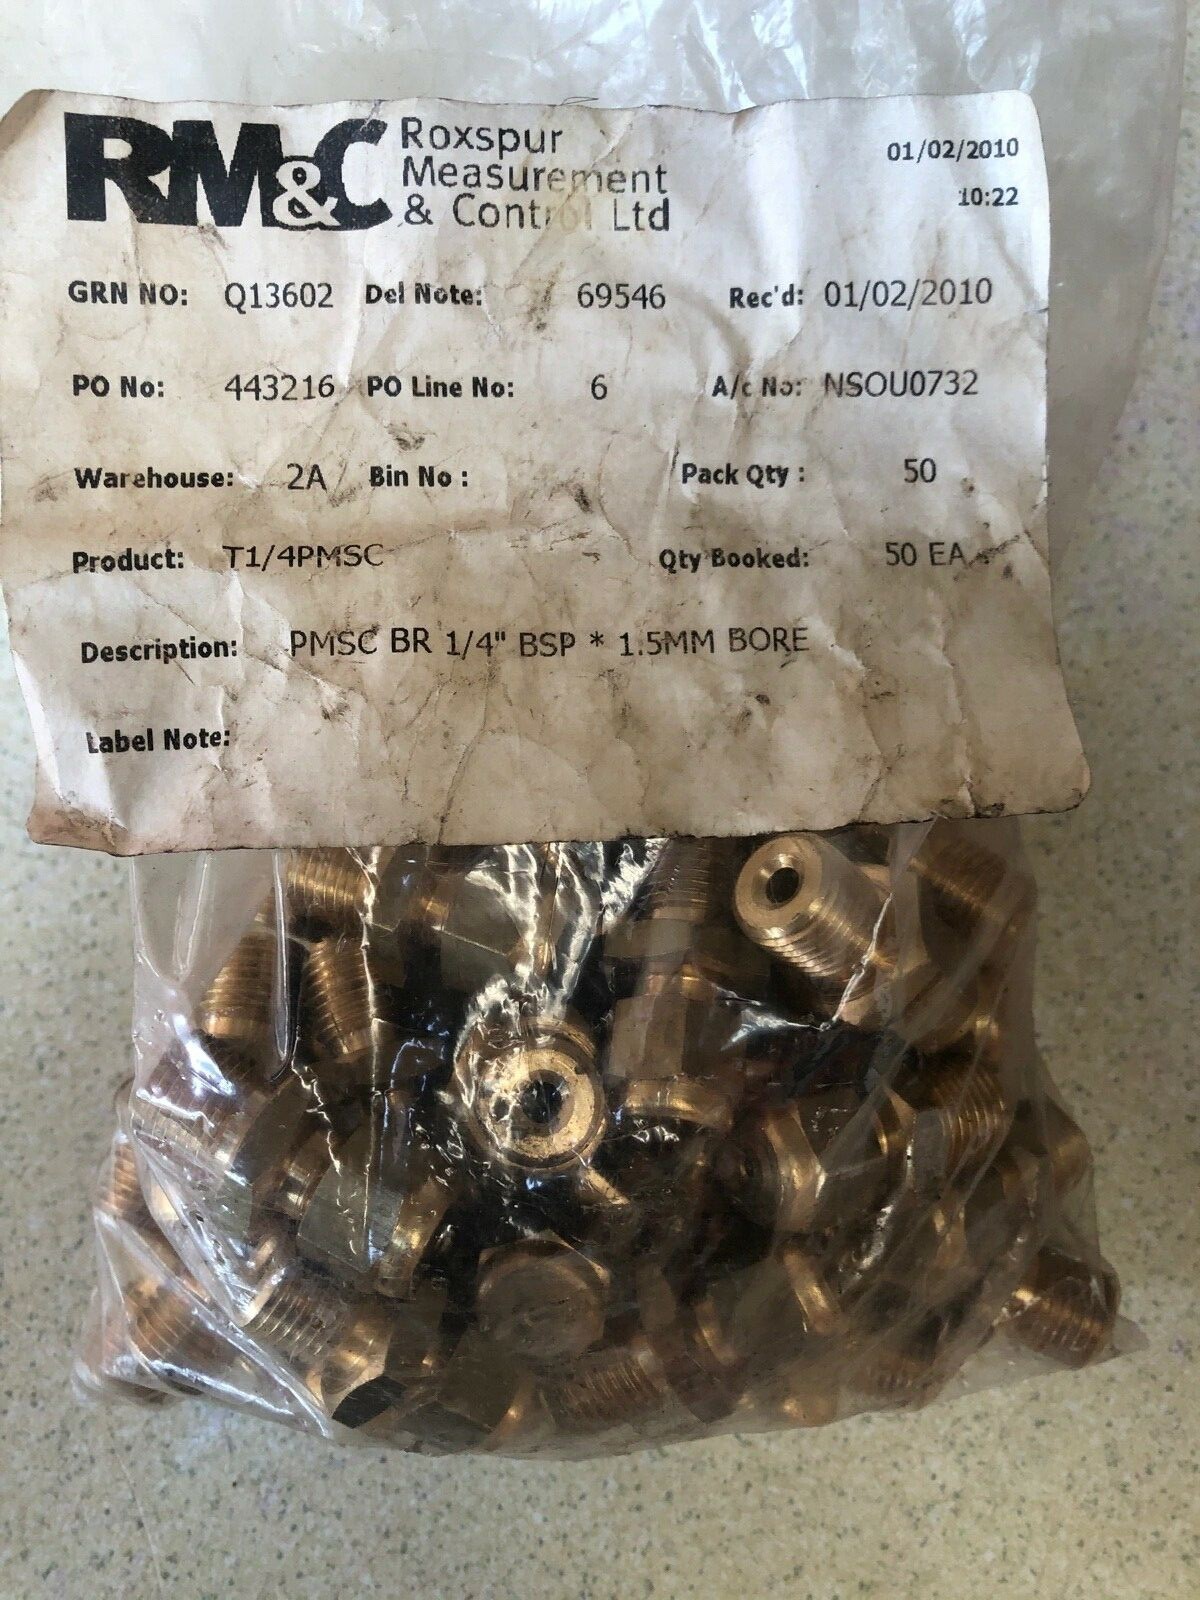 RM&C Roxspur
Measurement
& Control Ltd
01/02/2010
10:22
GRN NO: Q13602 Del Note: 69546 Rec'd: 01/02/2010
PO No: 443216 PO Line No: 6 A/c No: NSOU0732
Warehouse: 2A Bin No : Pack Qty : 50
Product: T1/4PMSC Qty Booked: 50 EA
Description: PMSC BR 1/4" BSP * 1.5MM BORE
Label Note: